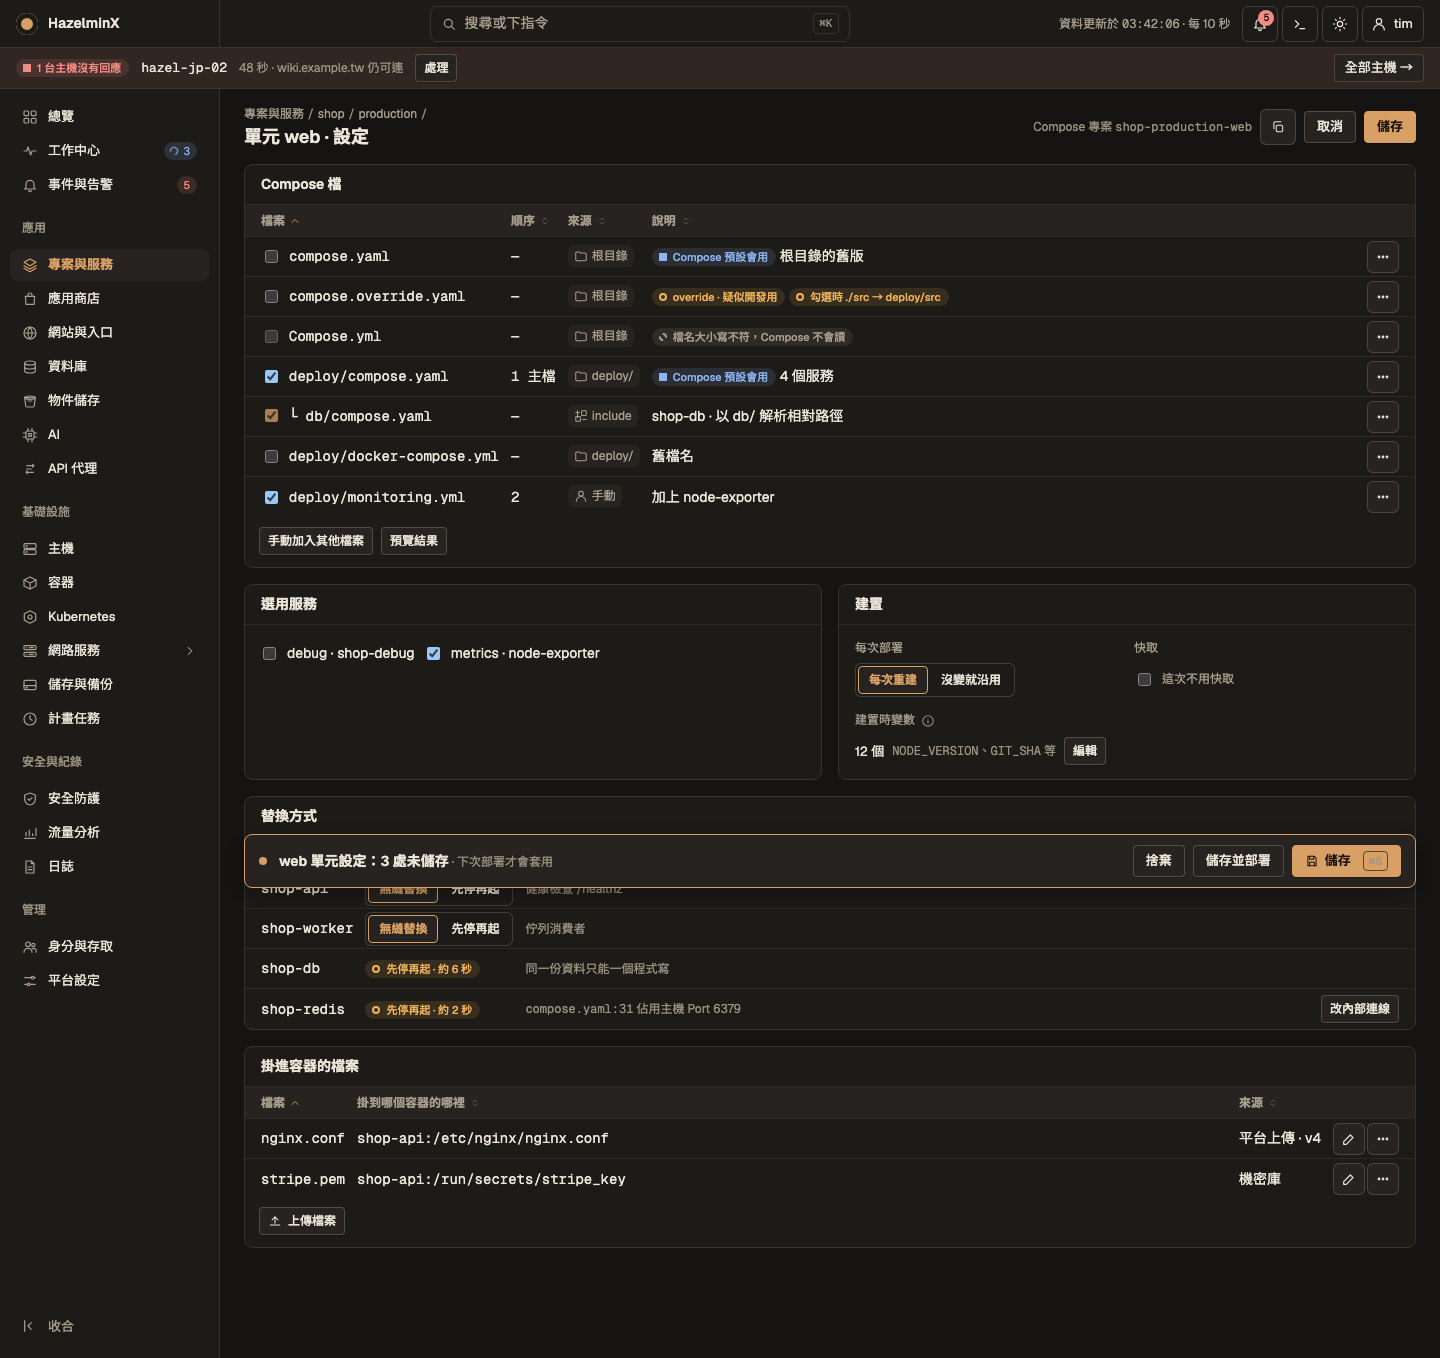 HazelminX
搜尋或下指令
⌘K
資料更新於 03:42:06 · 每 10 秒
5
tim
1 台主機沒有回應
hazel-jp-02
48 秒 · wiki.example.tw 仍可連
處理
全部主機 →
總覽
工作中心
3
事件與告警
5
應用
專案與服務
應用商店
網站與入口
資料庫
物件儲存
AI
API 代理
基礎設施
主機
容器
Kubernetes
網路服務
儲存與備份
計畫任務
安全與紀錄
安全防護
流量分析
日誌
管理
身分與存取
平台設定
收合
專案與服務 / shop / production /
單元 web · 設定
Compose 專案 shop-production-web
取消
儲存
Compose 檔
檔案 順序 來源 說明
compose.yaml — 根目錄 Compose 預設會用 根目錄的舊版
compose.override.yaml — 根目錄 override · 疑似開發用 勾選時 ./src → deploy/src
Compose.yml — 根目錄 檔名大小寫不符，Compose 不會讀
deploy/compose.yaml 1 主檔 deploy/ Compose 預設會用 4 個服務
└ db/compose.yaml — include shop-db · 以 db/ 解析相對路徑
deploy/docker-compose.yml — deploy/ 舊檔名
deploy/monitoring.yml 2 手動 加上 node-exporter
手動加入其他檔案 預覽結果
選用服務
debug · shop-debug metrics · node-exporter
建置
每次部署 快取
每次重建 沒變就沿用 這次不用快取
建置時變數
12 個 NODE_VERSION、GIT_SHA 等 編輯
替換方式
web 單元設定：3 處未儲存 · 下次部署才會套用
捨棄 儲存並部署 儲存 ⌘S
shop-api 無縫替換 先停再起 健康檢查 /healthz
shop-worker 無縫替換 先停再起 佇列消費者
shop-db 先停再起 · 約 6 秒 同一份資料只能一個程式寫
shop-redis 先停再起 · 約 2 秒 compose.yaml:31 佔用主機 Port 6379 改內部連線
掛進容器的檔案
檔案 掛到哪個容器的哪裡 來源
nginx.conf shop-api:/etc/nginx/nginx.conf 平台上傳 · v4
stripe.pem shop-api:/run/secrets/stripe_key 機密庫
上傳檔案